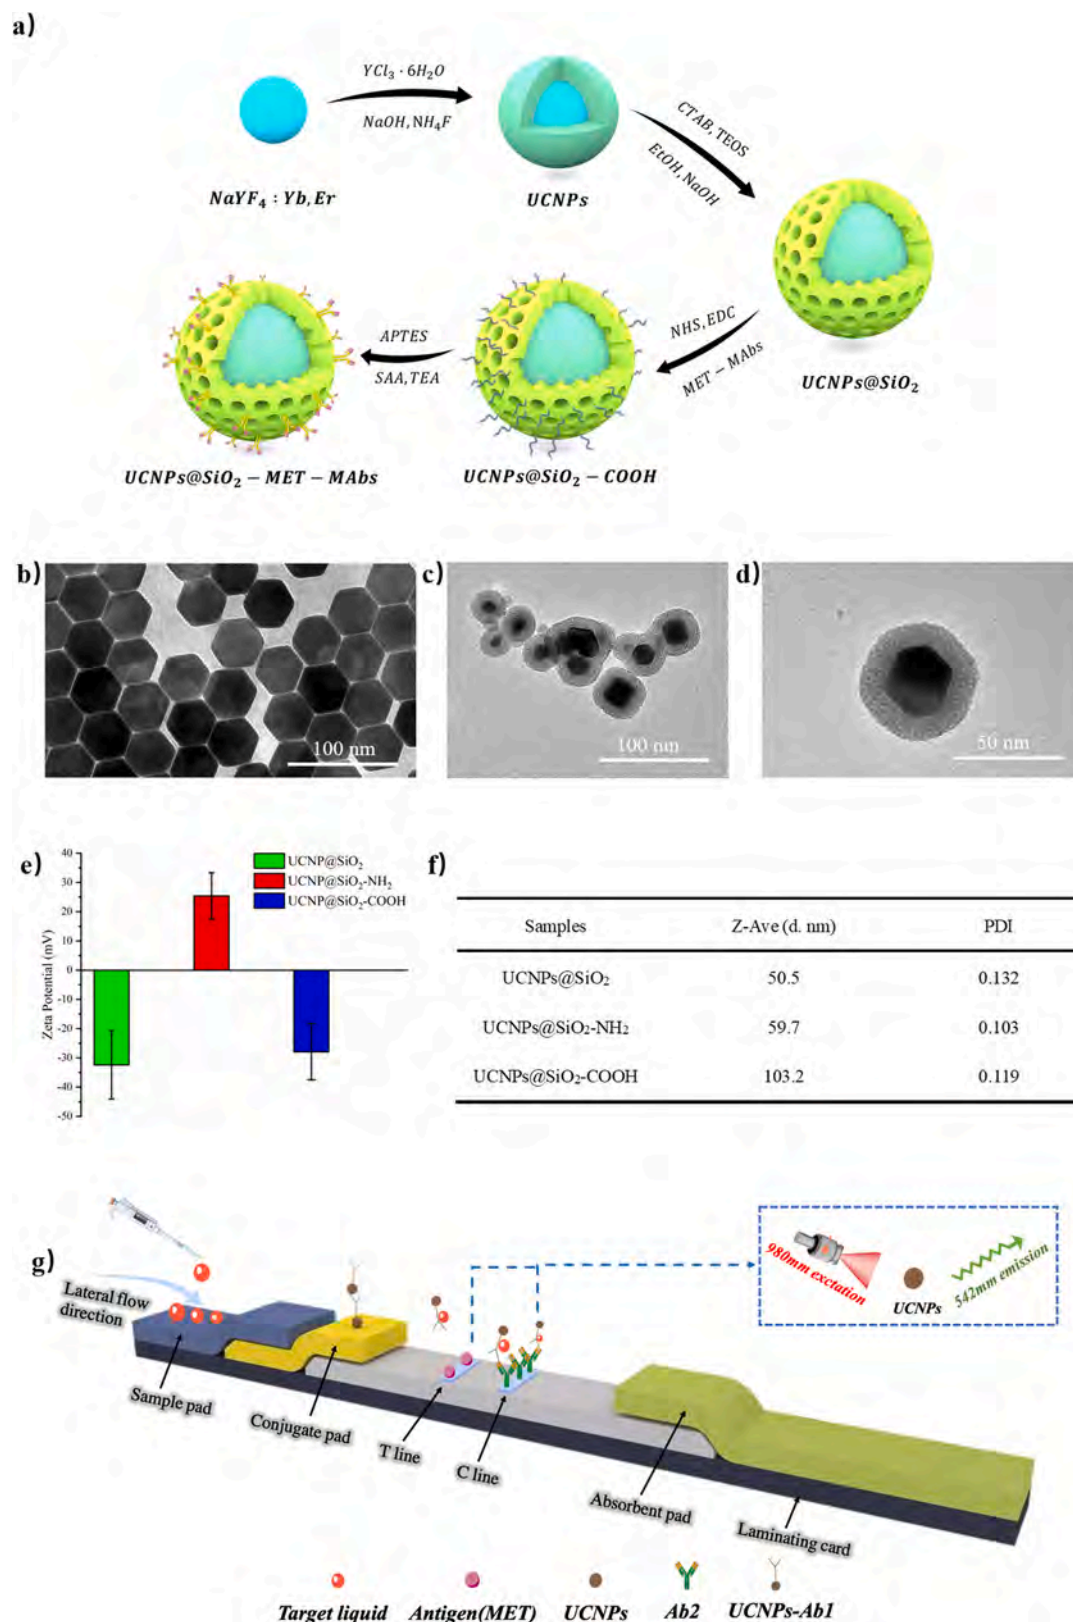 a)
YCl₃ · 6H₂O
NaOH, NH₄F
NaYF₄ : Yb, Er
UCNPs
CTAB, TEOS
EtOH, NaOH
UCNPs@SiO₂
NHS, EDC
MET – MAbs
APTES
SAA, TEA
UCNPs@SiO₂ – MET – MAbs
UCNPs@SiO₂ – COOH
b)
100 nm
c)
100 nm
d)
50 nm
e)
Zeta Potential (mV)
40
30
20
10
0
-10
-20
-30
-40
-50
UCNP@SiO₂
UCNP@SiO₂-NH₂
UCNP@SiO₂-COOH
f)
Samples Z-Ave (d. nm) PDI
UCNPs@SiO₂ 50.5 0.132
UCNPs@SiO₂-NH₂ 59.7 0.103
UCNPs@SiO₂-COOH 103.2 0.119
g)
Lateral flow
direction
Sample pad
Conjugate pad
T line
C line
Absorbent pad
Laminating card
980mm exctation
UCNPs
542mm emission
Target liquid
Antigen(MET)
UCNPs
Ab2
UCNPs-Ab1